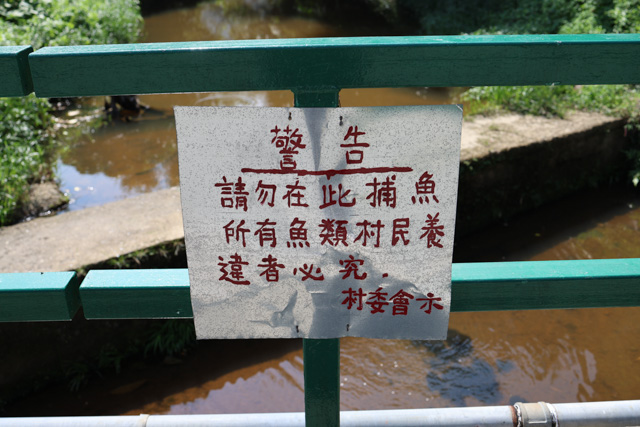 警告
請勿在此捕魚
所有魚類村民養
違者必究.
村委會示